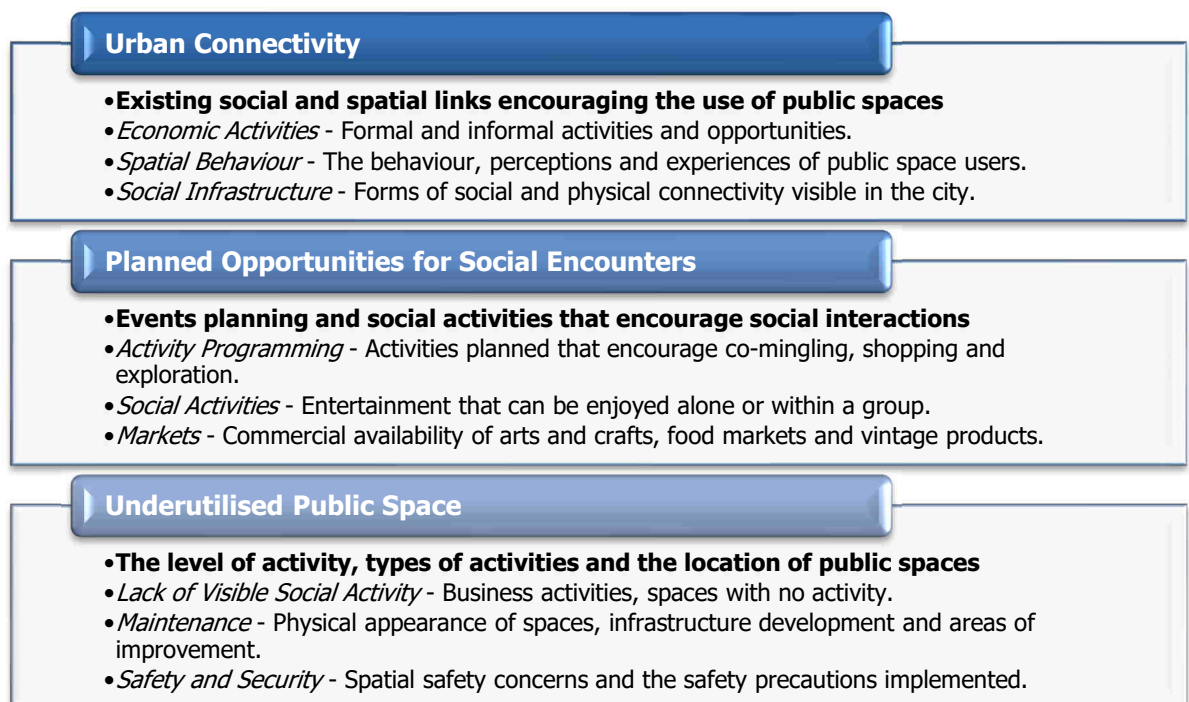 Urban Connectivity
•Existing social and spatial links encouraging the use of public spaces
•Economic Activities - Formal and informal activities and opportunities.
•Spatial Behaviour - The behaviour, perceptions and experiences of public space users.
•Social Infrastructure - Forms of social and physical connectivity visible in the city.
Planned Opportunities for Social Encounters
•Events planning and social activities that encourage social interactions
•Activity Programming - Activities planned that encourage co-mingling, shopping and
exploration.
•Social Activities - Entertainment that can be enjoyed alone or within a group.
•Markets - Commercial availability of arts and crafts, food markets and vintage products.
Underutilised Public Space
•The level of activity, types of activities and the location of public spaces
•Lack of Visible Social Activity - Business activities, spaces with no activity.
•Maintenance - Physical appearance of spaces, infrastructure development and areas of
improvement.
•Safety and Security - Spatial safety concerns and the safety precautions implemented.